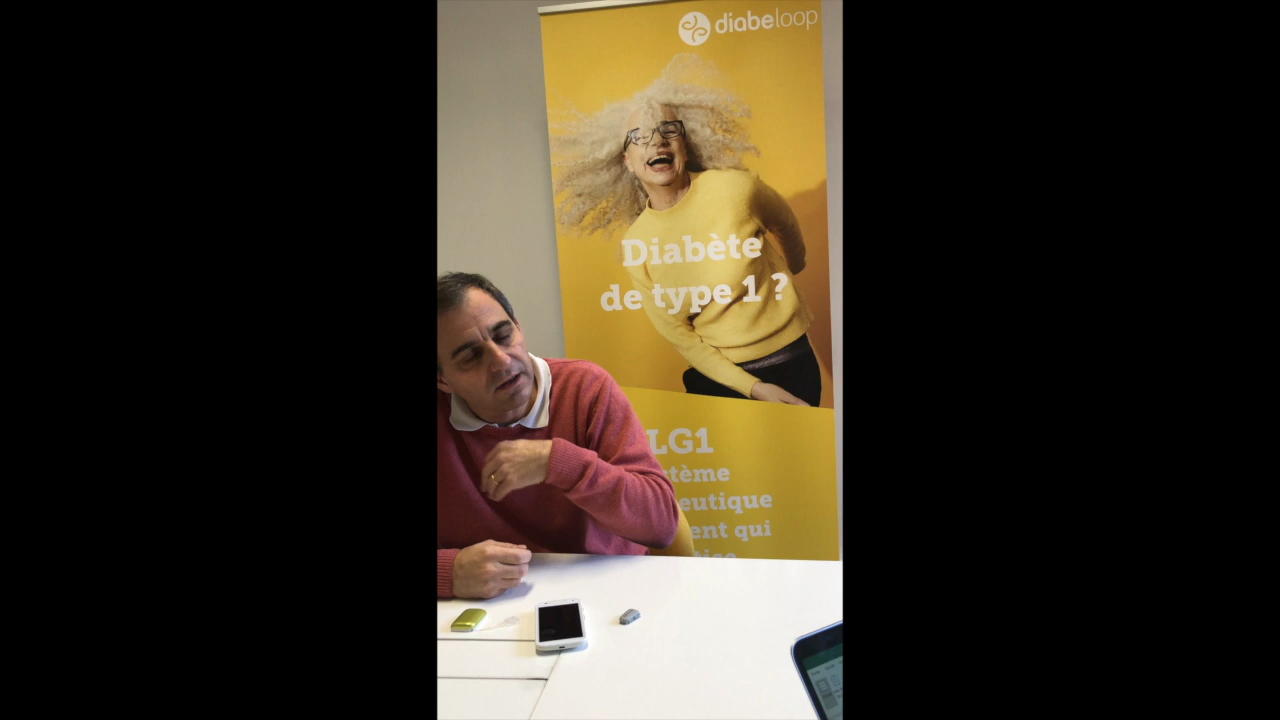 diabeloop
Diabète
de type 1 ?
LG1
stème
eutique
ent qui